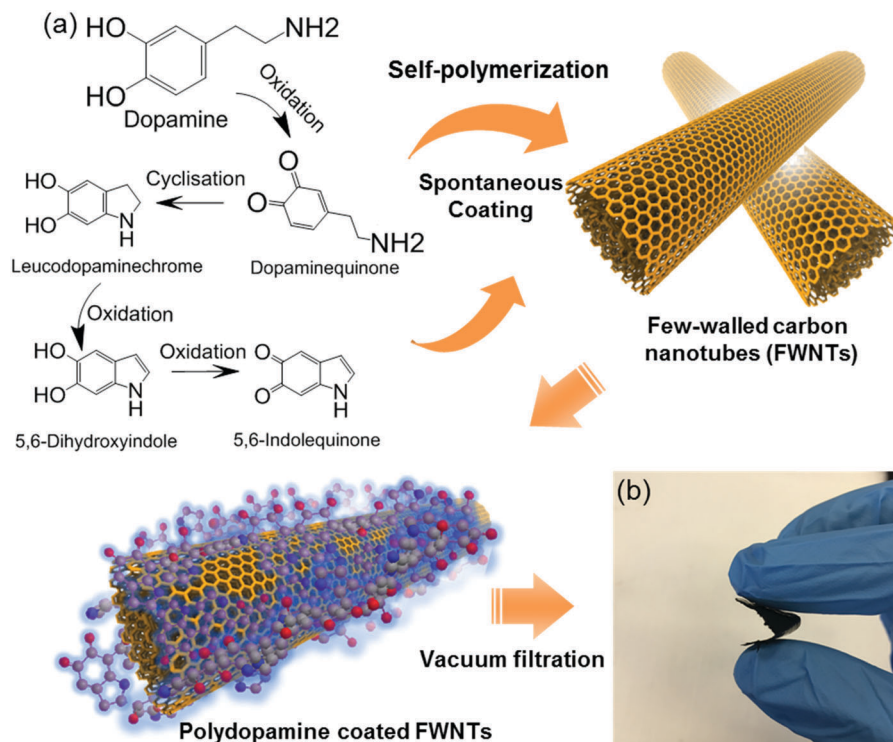 (a)
HO
NH2
HO
Dopamine
Oxidation
Self-polymerization
HO
Cyclisation
O
HO
N
H
O
NH2
Spontaneous
Coating
Leucodopaminechrome
Dopaminequinone
Oxidation
HO
Oxidation
O
HO
N
H
O
N
H
Few-walled carbon
nanotubes (FWNTs)
5,6-Dihydroxyindole
5,6-Indolequinone
(b)
Vacuum filtration
Polydopamine coated FWNTs